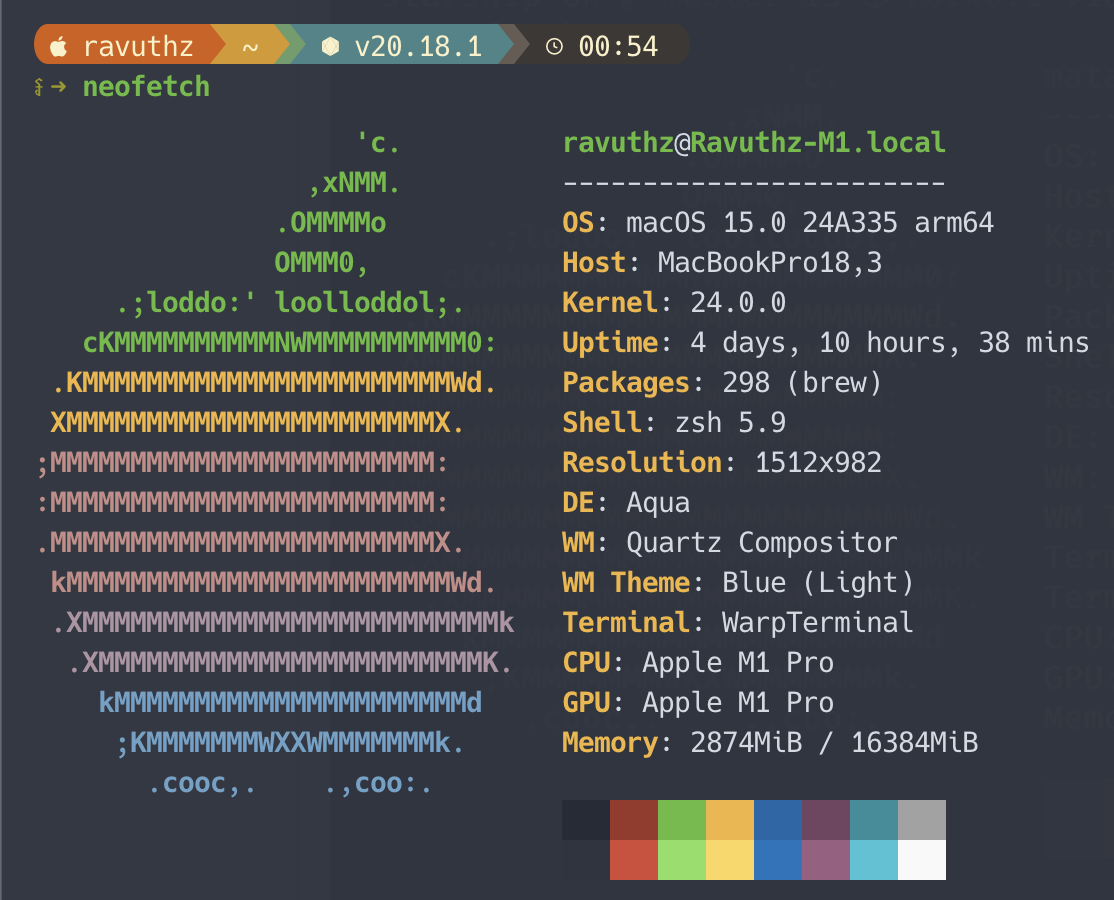 ravuthz ~ v20.18.1 00:54
→ neofetch
'c.
,xNMM.
.OMMMMo
OMMM0,
.;loddo:' loolloddol;.
cKMMMMMMMMMMNWMMMMMMMMMM0:
.KMMMMMMMMMMMMMMMMMMMMMMMWd.
XMMMMMMMMMMMMMMMMMMMMMMMX.
;MMMMMMMMMMMMMMMMMMMMMMMM:
:MMMMMMMMMMMMMMMMMMMMMMMM:
.MMMMMMMMMMMMMMMMMMMMMMMMX.
kMMMMMMMMMMMMMMMMMMMMMMMMWd.
.XMMMMMMMMMMMMMMMMMMMMMMMMMMk
.XMMMMMMMMMMMMMMMMMMMMMMMMK.
kMMMMMMMMMMMMMMMMMMMMMMd
;KMMMMMMMWXXWMMMMMMMk.
.cooc,. .,coo:.
ravuthz@Ravuthz-M1.local
------------------------
OS: macOS 15.0 24A335 arm64
Host: MacBookPro18,3
Kernel: 24.0.0
Uptime: 4 days, 10 hours, 38 mins
Packages: 298 (brew)
Shell: zsh 5.9
Resolution: 1512x982
DE: Aqua
WM: Quartz Compositor
WM Theme: Blue (Light)
Terminal: WarpTerminal
CPU: Apple M1 Pro
GPU: Apple M1 Pro
Memory: 2874MiB / 16384MiB